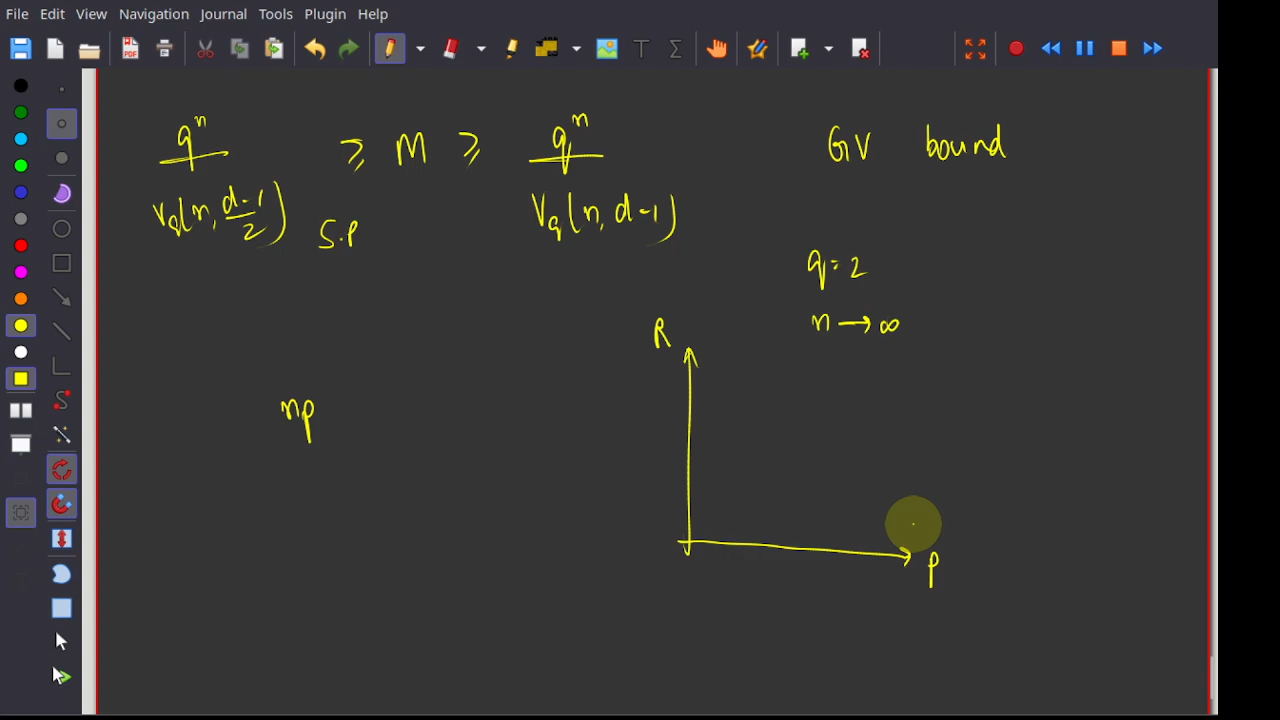 File Edit View Navigation Journal Tools Plugin Help
q^n / V_q(n, (d-1)/2) ≥ M ≥ q^n / V_q(n, d-1) GV bound
S.P
q = 2
n → ∞
R
np
P